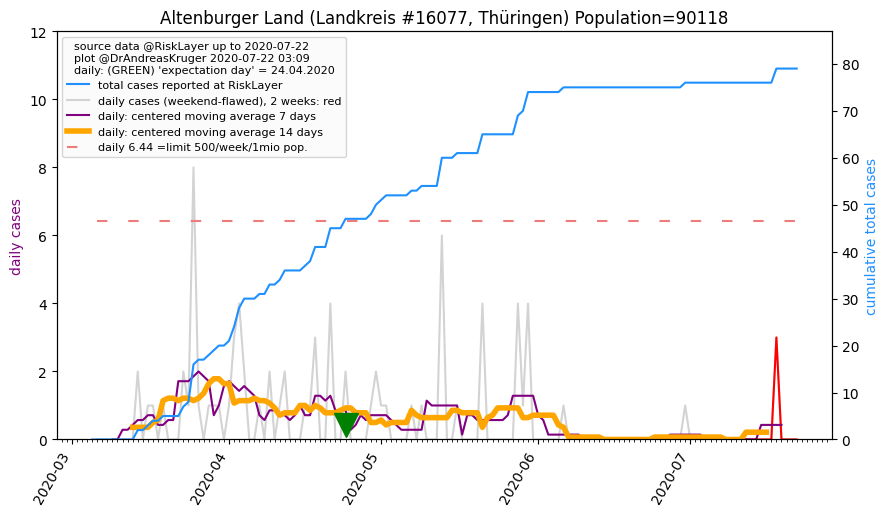 Altenburger Land (Landkreis #16077, Thüringen) Population=90118
source data @RiskLayer up to 2020-07-22
plot @DrAndreasKruger 2020-07-22 03:09
daily: (GREEN) 'expectation day' = 24.04.2020
total cases reported at RiskLayer
daily cases (weekend-flawed), 2 weeks: red
daily: centered moving average 7 days
daily: centered moving average 14 days
daily 6.44 =limit 500/week/1mio pop.
daily cases
12
10
8
6
4
2
0
cumulative total cases
80
70
60
50
40
30
20
10
0
2020-03
2020-04
2020-05
2020-06
2020-07